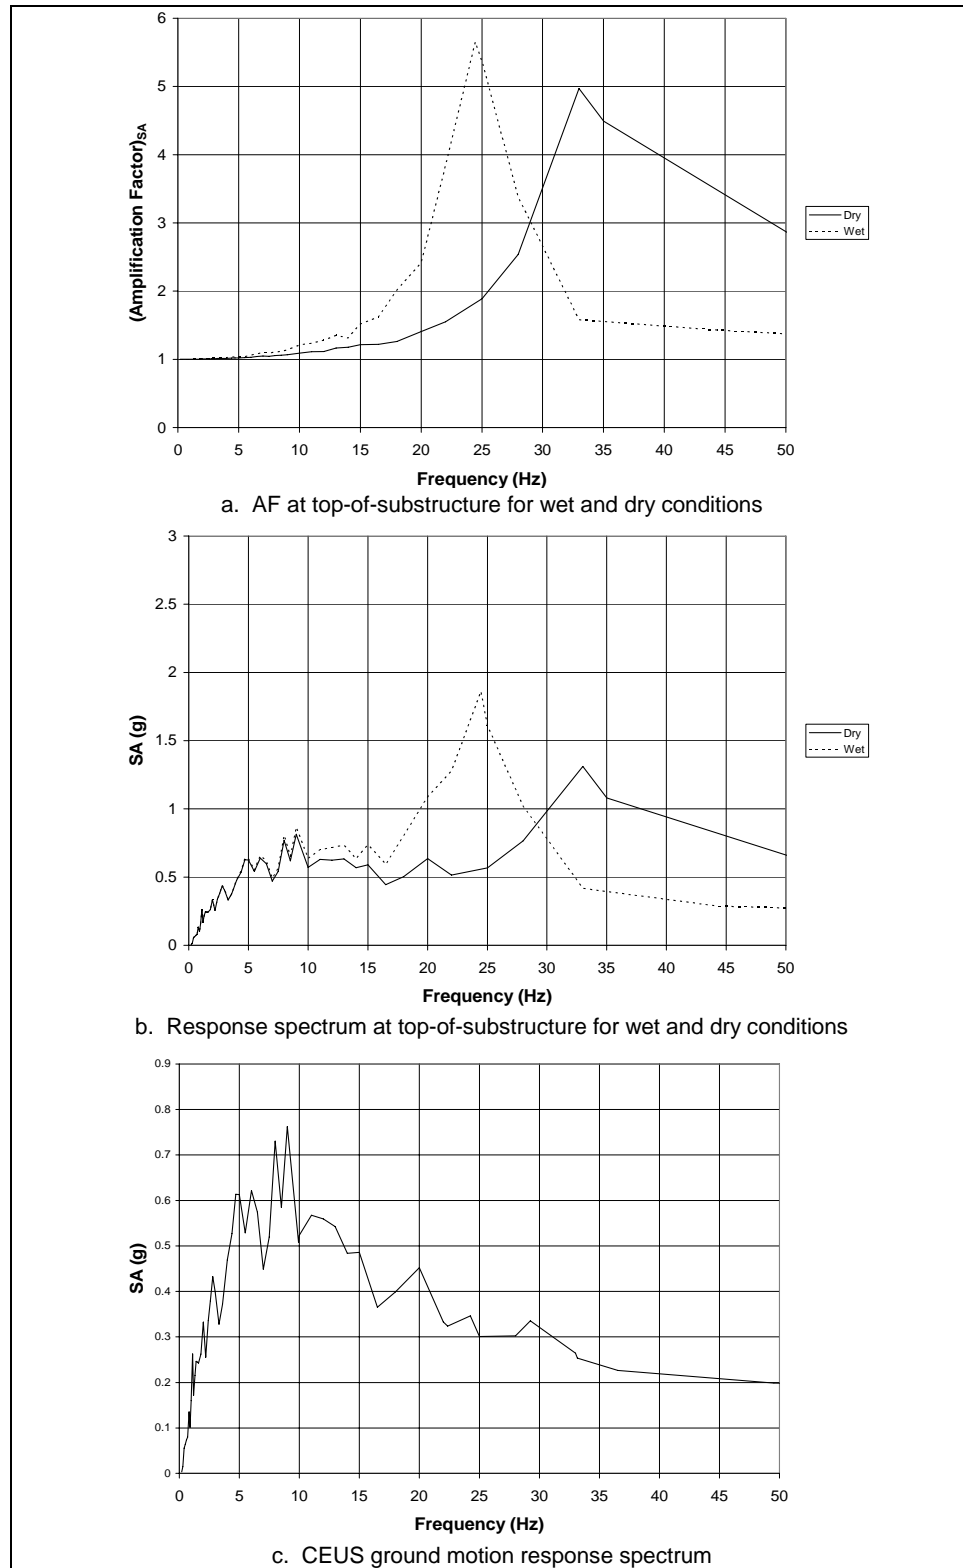 6
5
4
3
2
1
0
(Amplification Factor)SA
0 5 10 15 20 25 30 35 40 45 50
Frequency (Hz)
Dry
Wet
a. AF at top-of-substructure for wet and dry conditions
3
2.5
2
1.5
1
0.5
0
SA (g)
0 5 10 15 20 25 30 35 40 45 50
Frequency (Hz)
Dry
Wet
b. Response spectrum at top-of-substructure for wet and dry conditions
0.9
0.8
0.7
0.6
0.5
0.4
0.3
0.2
0.1
0
SA (g)
0 5 10 15 20 25 30 35 40 45 50
Frequency (Hz)
c. CEUS ground motion response spectrum